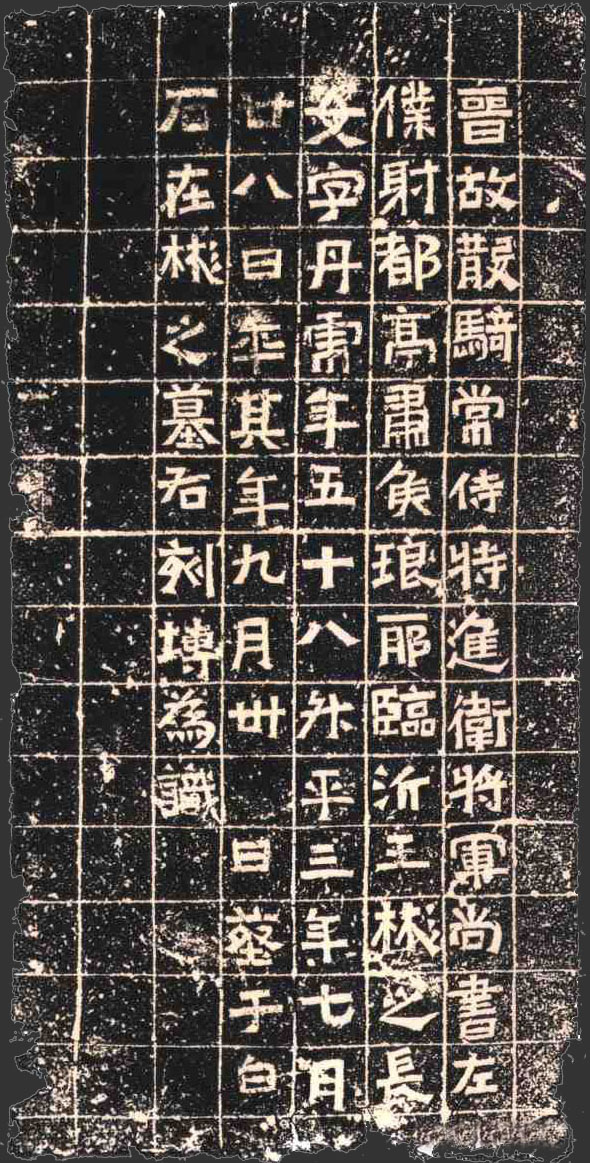 晉故散騎常侍特進衛將軍尚書左
僕射都亭肅侯琅耶臨沂王彬之長
女字丹虎年五十八升平三年七月
廿八日卒其年九月卅日葬于白
石在彬之墓右刻塼為識